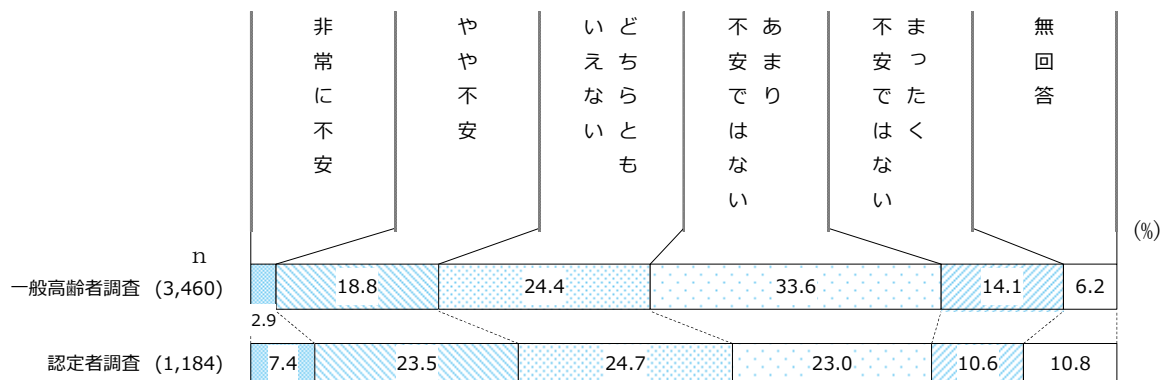 非常に不安
やや不安
どちらとも
いえない
あまり
不安ではない
まったく
不安ではない
無回答
(%)
n
一般高齢者調査 (3,460)
2.9
18.8
24.4
33.6
14.1
6.2
認定者調査 (1,184)
7.4
23.5
24.7
23.0
10.6
10.8